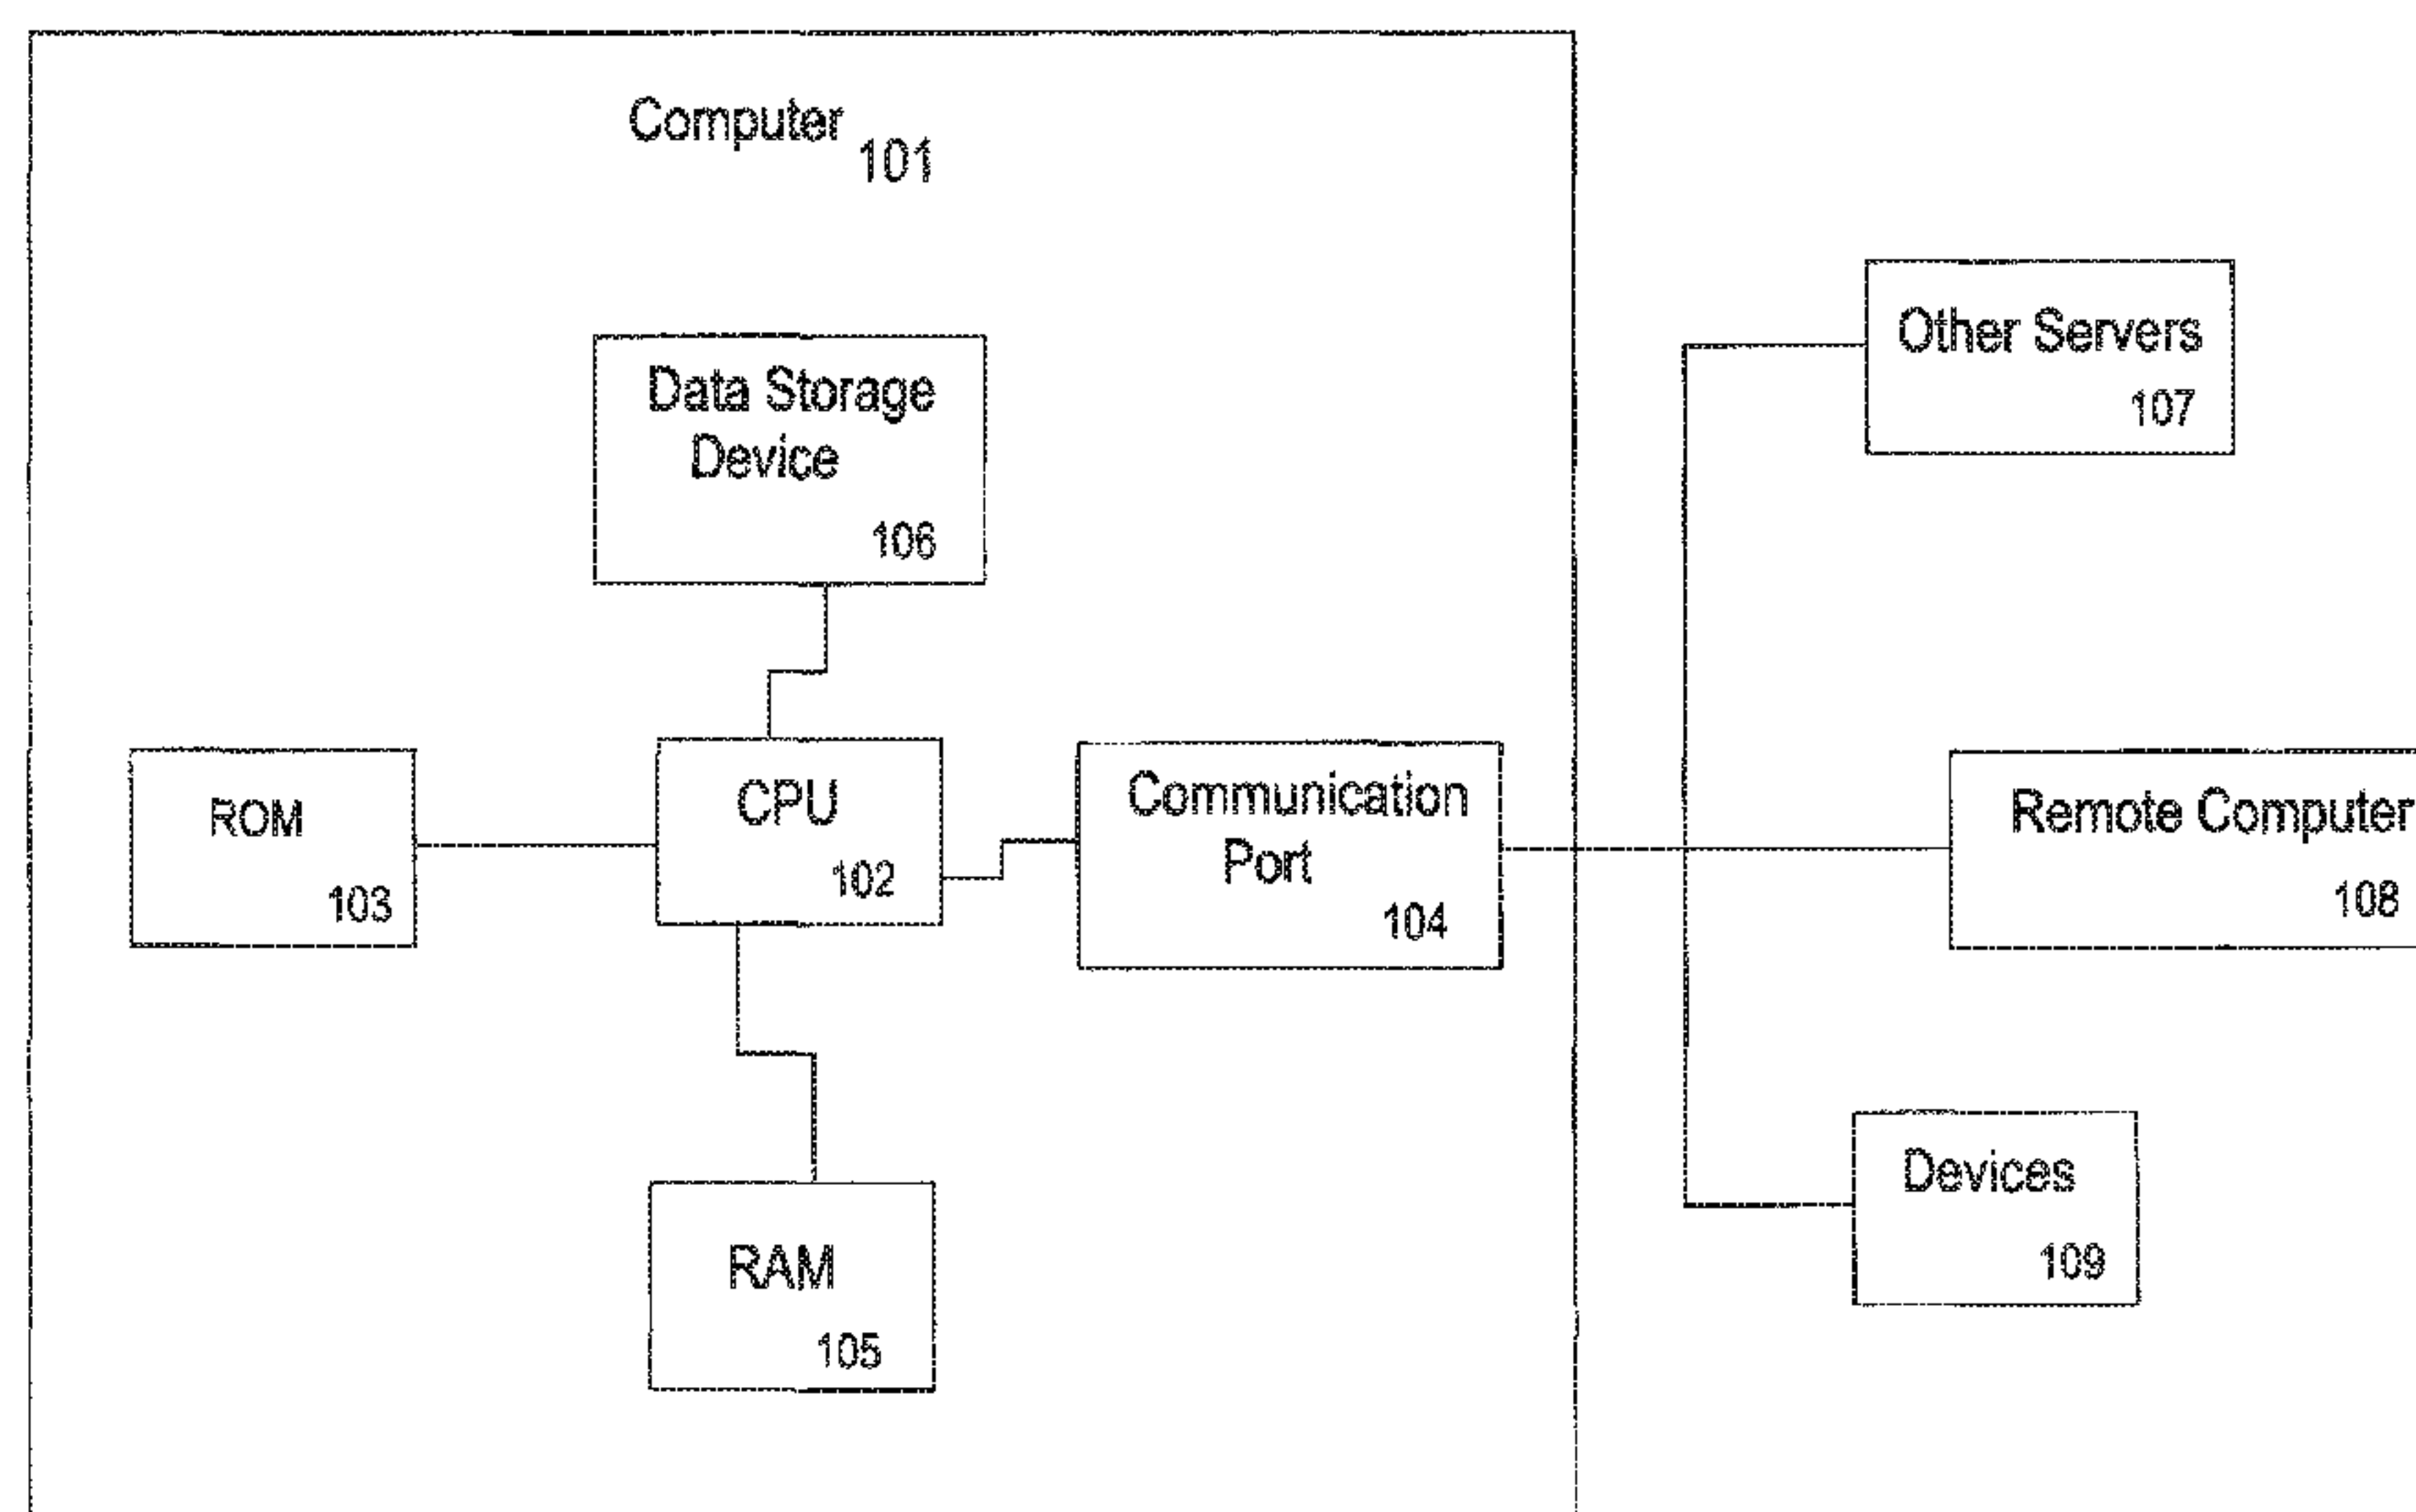 Computer
101
Data Storage
Device
106
Other Servers
107
ROM
103
CPU
102
Communication
Port
104
Remote Computer
108
RAM
105
Devices
109